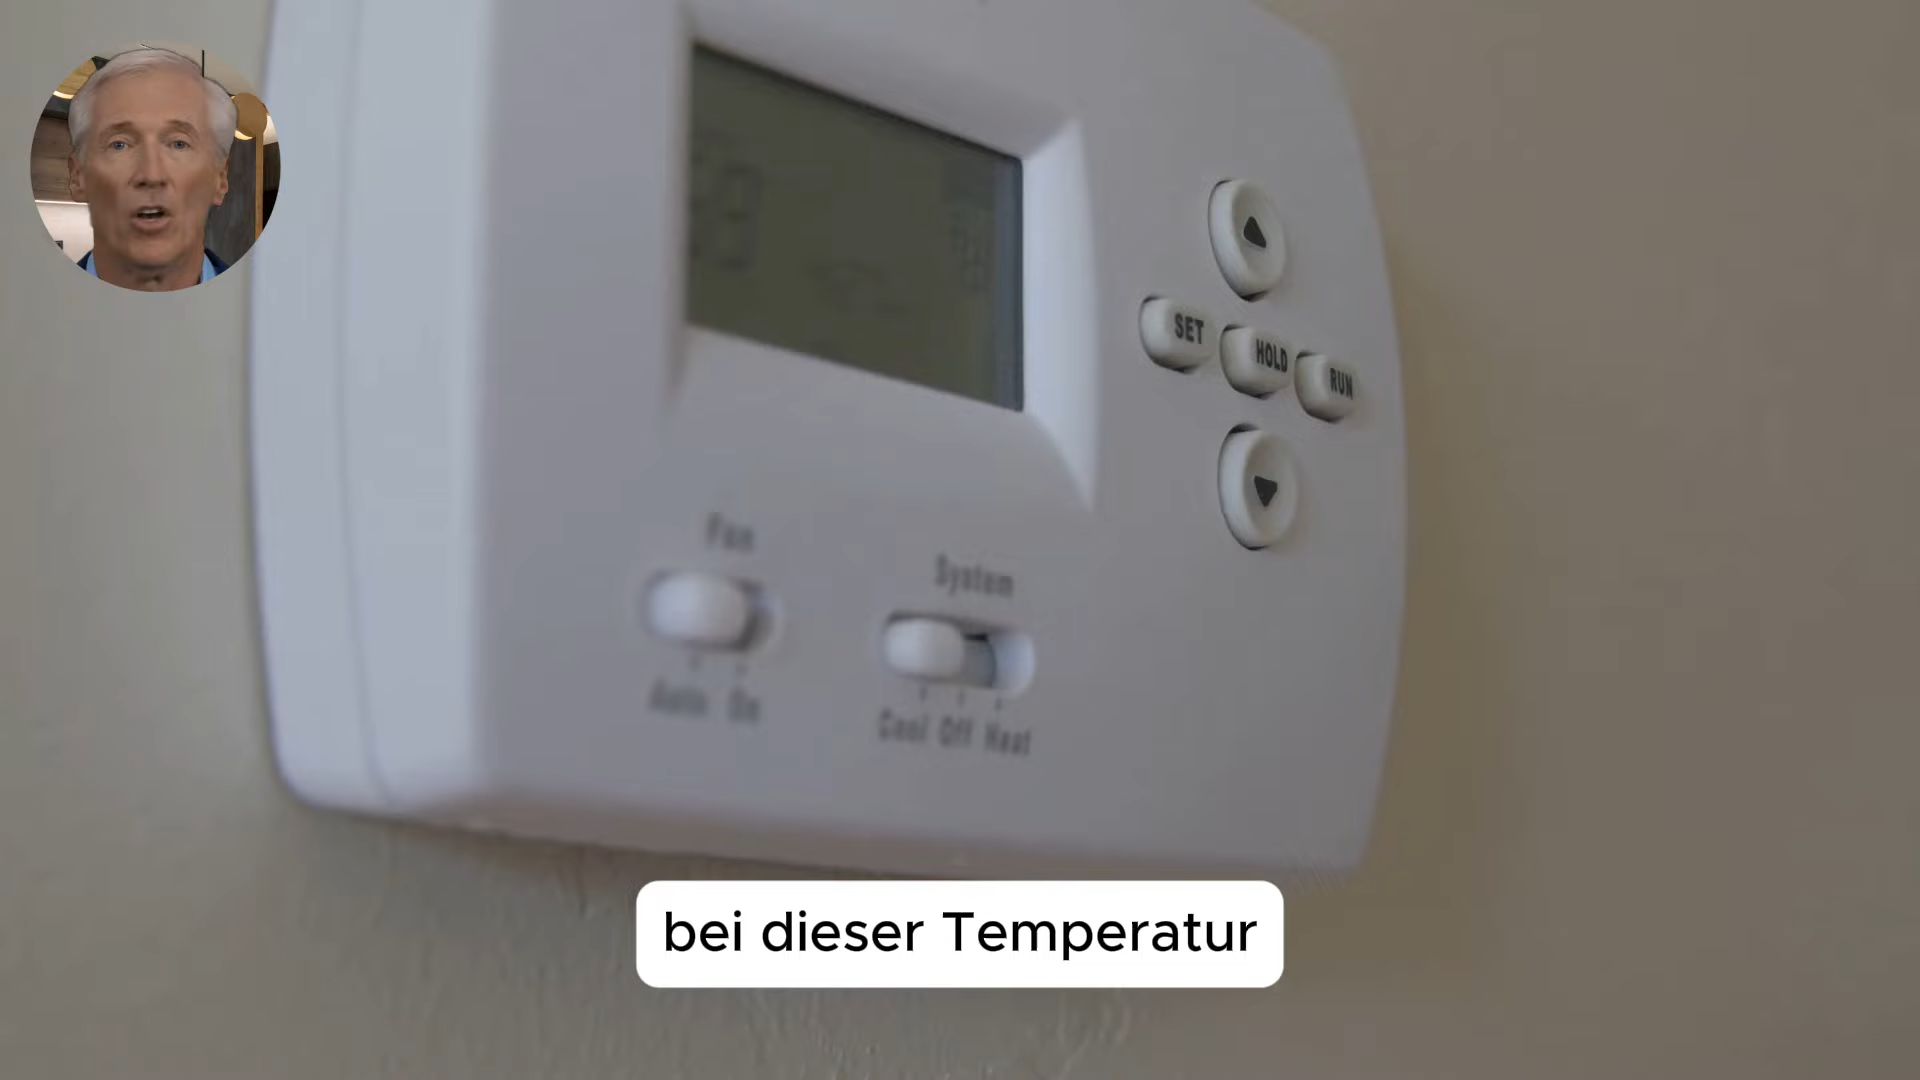 SET
HOLD
RUN
Fan
System
Auto On
Cool Off Heat
bei dieser Temperatur